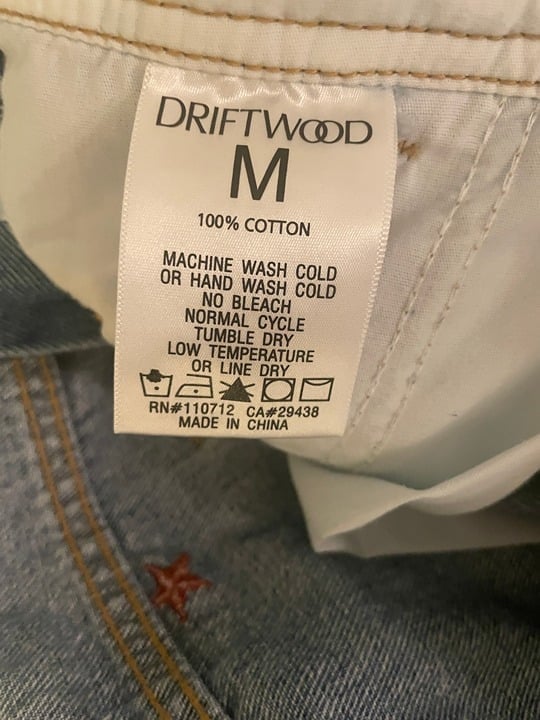 DRIFTWOOD
M
100% COTTON
MACHINE WASH COLD
OR HAND WASH COLD
NO BLEACH
NORMAL CYCLE
TUMBLE DRY
LOW TEMPERATURE
OR LINE DRY
RN#110712 CA#29438
MADE IN CHINA